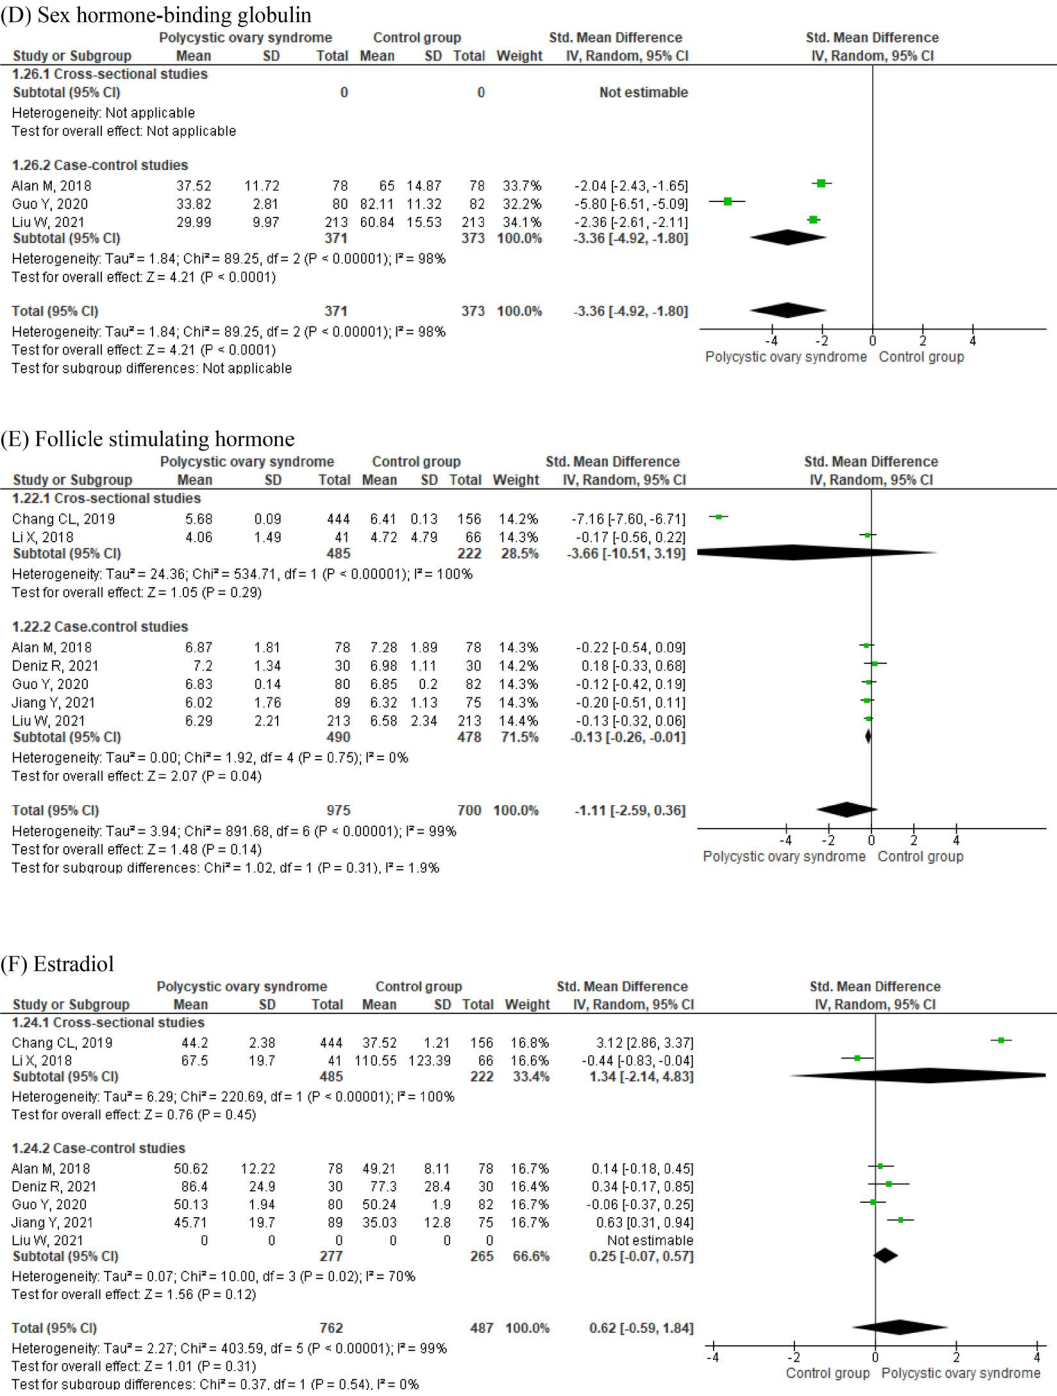 (D) Sex hormone-binding globulin
Polycystic ovary syndrome Control group Std. Mean Difference Std. Mean Difference
Study or Subgroup Mean SD Total Mean SD Total Weight IV, Random, 95% CI IV, Random, 95% CI
1.26.1 Cross-sectional studies
Subtotal (95% CI) 0 0 Not estimable
Heterogeneity: Not applicable
Test for overall effect: Not applicable
1.26.2 Case-control studies
Alan M, 2018 37.52 11.72 78 65 14.87 78 33.7% -2.04 [-2.43, -1.65]
Guo Y, 2020 33.82 2.81 80 82.11 11.32 82 32.2% -5.80 [-6.51, -5.09]
Liu W, 2021 29.99 9.97 213 60.84 15.53 213 34.1% -2.36 [-2.61, -2.11]
Subtotal (95% CI) 371 373 100.0% -3.36 [-4.92, -1.80]
Heterogeneity: Tau² = 1.84; Chi² = 89.25, df = 2 (P < 0.00001); I² = 98%
Test for overall effect: Z = 4.21 (P < 0.0001)
Total (95% CI) 371 373 100.0% -3.36 [-4.92, -1.80]
Heterogeneity: Tau² = 1.84; Chi² = 89.25, df = 2 (P < 0.00001); I² = 98%
Test for overall effect: Z = 4.21 (P < 0.0001)
Test for subgroup differences: Not applicable
-4 -2 0 2 4
Polycystic ovary syndrome Control group
(E) Follicle stimulating hormone
Polycystic ovary syndrome Control group Std. Mean Difference Std. Mean Difference
Study or Subgroup Mean SD Total Mean SD Total Weight IV, Random, 95% CI IV, Random, 95% CI
1.22.1 Cros-sectional studies
Chang CL, 2019 5.68 0.09 444 6.41 0.13 156 14.2% -7.16 [-7.60, -6.71]
Li X, 2018 4.06 1.49 41 4.72 4.79 66 14.3% -0.17 [-0.56, 0.22]
Subtotal (95% CI) 485 222 28.5% -3.66 [-10.51, 3.19]
Heterogeneity: Tau² = 24.36; Chi² = 534.71, df = 1 (P < 0.00001); I² = 100%
Test for overall effect: Z = 1.05 (P = 0.29)
1.22.2 Case.control studies
Alan M, 2018 6.87 1.81 78 7.28 1.89 78 14.3% -0.22 [-0.54, 0.09]
Deniz R, 2021 7.2 1.34 30 6.98 1.11 30 14.2% 0.18 [-0.33, 0.68]
Guo Y, 2020 6.83 0.14 80 6.85 0.2 82 14.3% -0.12 [-0.42, 0.19]
Jiang Y, 2021 6.02 1.76 89 6.32 1.13 75 14.3% -0.20 [-0.51, 0.11]
Liu W, 2021 6.29 2.21 213 6.58 2.34 213 14.4% -0.13 [-0.32, 0.06]
Subtotal (95% CI) 490 478 71.5% -0.13 [-0.26, -0.01]
Heterogeneity: Tau² = 0.00; Chi² = 1.92, df = 4 (P = 0.75); I² = 0%
Test for overall effect: Z = 2.07 (P = 0.04)
Total (95% CI) 975 700 100.0% -1.11 [-2.59, 0.36]
Heterogeneity: Tau² = 3.94; Chi² = 891.68, df = 6 (P < 0.00001); I² = 99%
Test for overall effect: Z = 1.48 (P = 0.14)
Test for subgroup differences: Chi² = 1.02, df = 1 (P = 0.31), I² = 1.9%
-4 -2 0 2 4
Polycystic ovary syndrome Control group
(F) Estradiol
Polycystic ovary syndrome Control group Std. Mean Difference Std. Mean Difference
Study or Subgroup Mean SD Total Mean SD Total Weight IV, Random, 95% CI IV, Random, 95% CI
1.24.1 Cross-sectional studies
Chang CL, 2019 44.2 2.38 444 37.52 1.21 156 16.8% 3.12 [2.86, 3.37]
Li X, 2018 67.5 19.7 41 110.55 123.39 66 16.6% -0.44 [-0.83, -0.04]
Subtotal (95% CI) 485 222 33.4% 1.34 [-2.14, 4.83]
Heterogeneity: Tau² = 6.29; Chi² = 220.69, df = 1 (P < 0.00001); I² = 100%
Test for overall effect: Z = 0.76 (P = 0.45)
1.24.2 Case-control studies
Alan M, 2018 50.62 12.22 78 49.21 8.11 78 16.7% 0.14 [-0.18, 0.45]
Deniz R, 2021 86.4 24.9 30 77.3 28.4 30 16.4% 0.34 [-0.17, 0.85]
Guo Y, 2020 50.13 1.94 80 50.24 1.9 82 16.7% -0.06 [-0.37, 0.25]
Jiang Y, 2021 45.71 19.7 89 35.03 12.8 75 16.7% 0.63 [0.31, 0.94]
Liu W, 2021 0 0 0 0 0 0 Not estimable
Subtotal (95% CI) 277 265 66.6% 0.25 [-0.07, 0.57]
Heterogeneity: Tau² = 0.07; Chi² = 10.00, df = 3 (P = 0.02); I² = 70%
Test for overall effect: Z = 1.56 (P = 0.12)
Total (95% CI) 762 487 100.0% 0.62 [-0.59, 1.84]
Heterogeneity: Tau² = 2.27; Chi² = 403.59, df = 5 (P < 0.00001); I² = 99%
Test for overall effect: Z = 1.01 (P = 0.31)
Test for subgroup differences: Chi² = 0.37, df = 1 (P = 0.54), I² = 0%
-4 -2 0 2 4
Control group Polycystic ovary syndrome